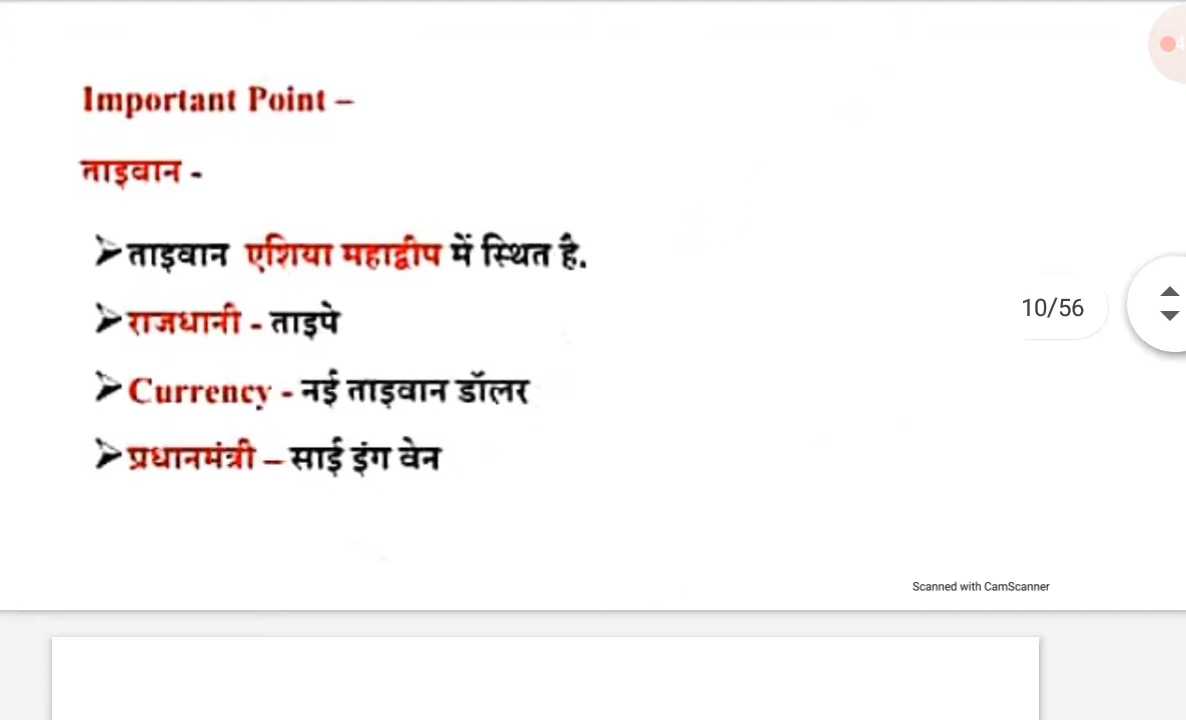 Important Point –
ताइवान -
➢ताइवान एशिया महाद्वीप में स्थित है.
➢राजधानी - ताइपे
➢Currency - नई ताइवान डॉलर
➢प्रधानमंत्री – साई इंग वेन
10/56
4
Scanned with CamScanner